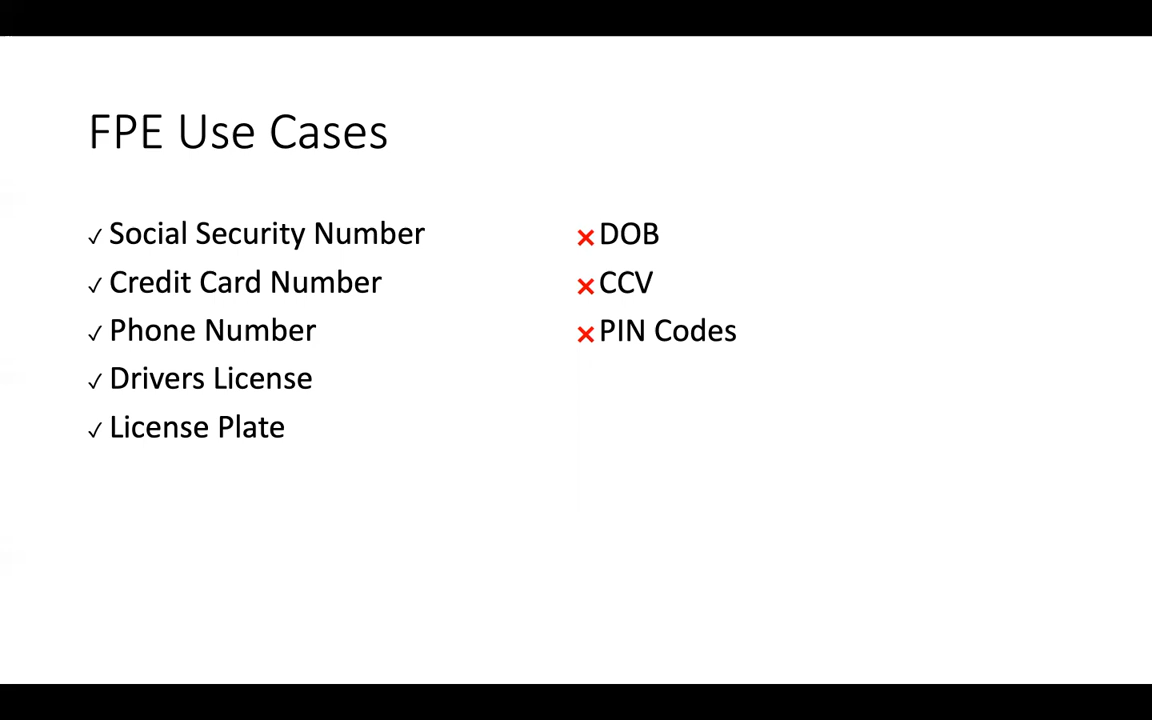 FPE Use Cases
✓ Social Security Number
✓ Credit Card Number
✓ Phone Number
✓ Drivers License
✓ License Plate
× DOB
× CCV
× PIN Codes